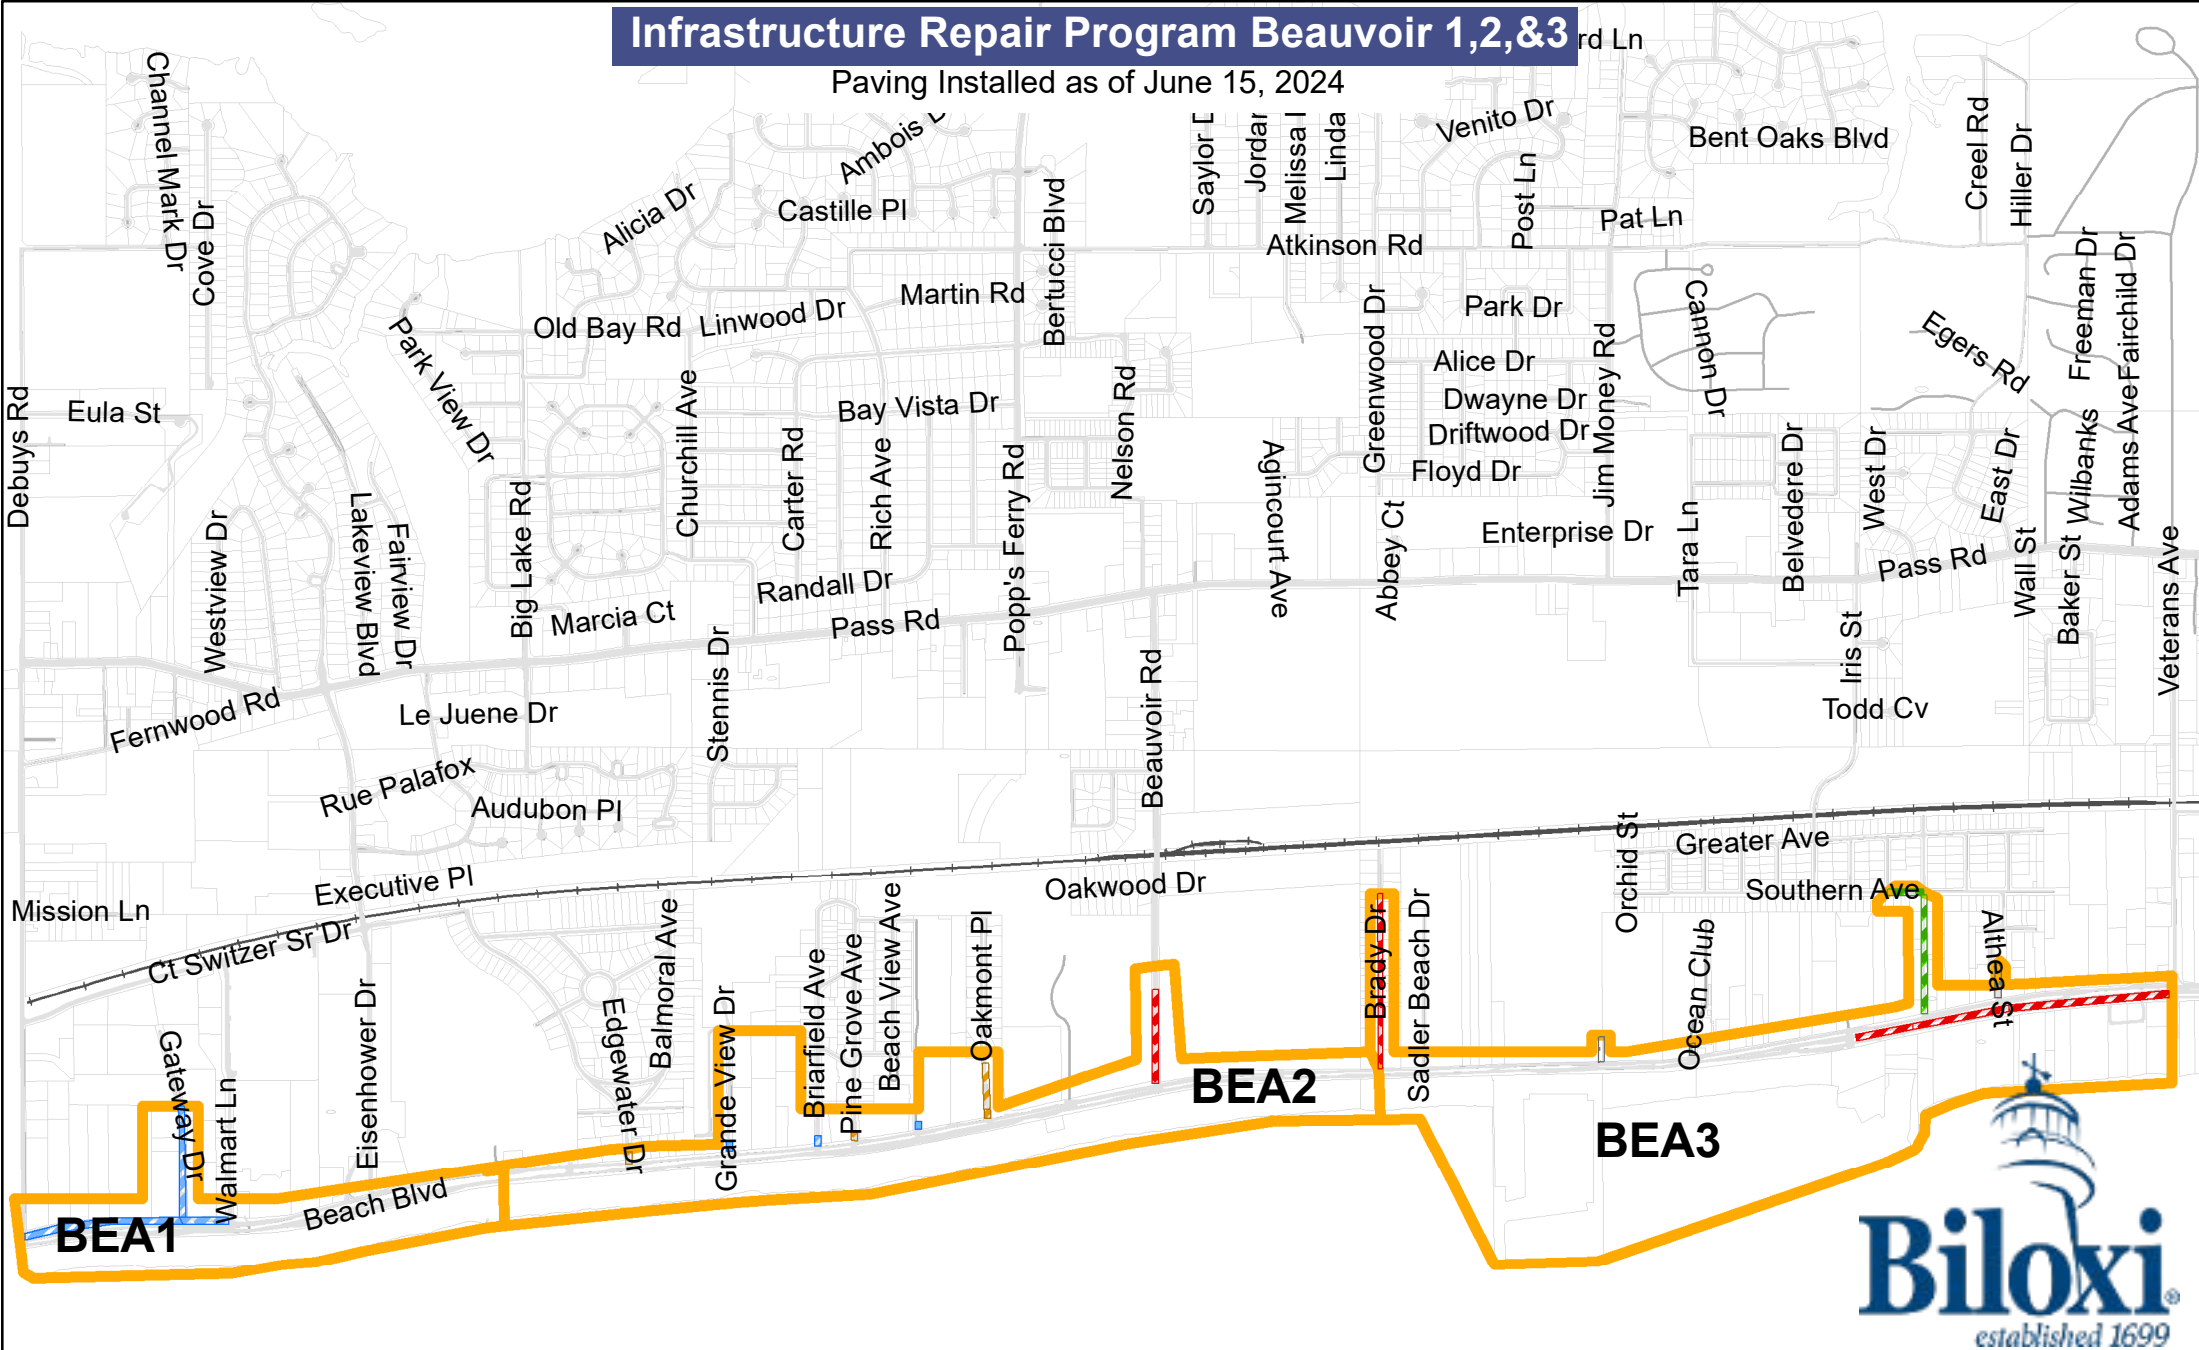 Infrastructure Repair Program Beauvoir 1,2,&3
Paving Installed as of June 15, 2024
rd Ln
Channel Mark Dr
Cove Dr
Alicia Dr
Ambois D
Castille Pl
Bertucci Blvd
Saylor D
Jordan
Melissa
Linda
Venito Dr
Post Ln
Pat Ln
Bent Oaks Blvd
Creel Rd
Hiller Dr
Atkinson Rd
Martin Rd
Old Bay Rd
Linwood Dr
Park View Dr
Greenwood Dr
Park Dr
Alice Dr
Dwayne Dr
Driftwood Dr
Floyd Dr
Jim Money Rd
Cannon Dr
Egers Rd
Freeman Dr
Fairchild Dr
Wilbanks
Adams Ave
Debuys Rd
Eula St
Bay Vista Dr
Churchill Ave
Carter Rd
Rich Ave
Popp's Ferry Rd
Nelson Rd
Agincourt Ave
Abbey Ct
Enterprise Dr
Tara Ln
Belvedere Dr
West Dr
East Dr
Pass Rd
Wall St
Baker St
Veterans Ave
Westview Dr
Lakeview Blvd
Fairview Dr
Big Lake Rd
Marcia Ct
Randall Dr
Pass Rd
Stennis Dr
Beauvoir Rd
Iris St
Todd Cv
Fernwood Rd
Le Juene Dr
Rue Palafox
Audubon Pl
Executive Pl
Mission Ln
Ct Switzer Sr Dr
Oakwood Dr
Orchid St
Greater Ave
Southern Ave
Gateway Dr
Walmart Ln
Eisenhower Dr
Edgewater Dr
Balmoral Ave
Grande View Dr
Briarfield Ave
Pine Grove Ave
Beach View Ave
Oakmont Pl
Brady Dr
Sadler Beach Dr
Ocean Club
Althea St
Beach Blvd
BEA1
BEA2
BEA3
Biloxi®
established 1699